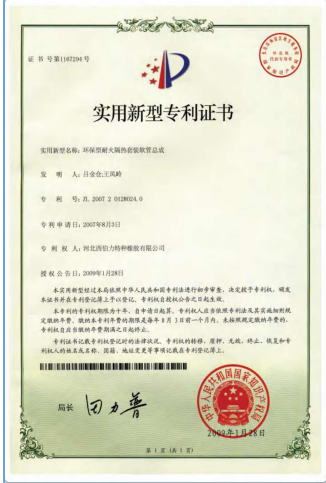 证 书 号第1167294号
实用新型专利证书
实用新型名称：环保型耐火隔热套装软管总成
发 明 人：吕金仓;王凤岭
专 利 号：ZL 2007 2 0128024.0
专利申请日：2007年8月3日
专 利 权 人：河北西伯力特种橡胶有限公司
授权公告日：2009年1月28日
本实用新型经过本局依照中华人民共和国专利法进行初步审查，决定授予专利权，颁发
本证书并在专利登记簿上予以登记。专利权自授权公告之日起生效。
本专利的专利权期限为十年，自申请日起算。专利权人应当依照专利法及其实施细则规
定缴纳年费。缴纳本专利年费的期限是每年 8 月 3 日前一个月内。未按照规定缴纳年费的，
专利权自应当缴纳年费期满之日起终止。
专利证书记载专利权登记时的法律状况。专利权的转移、质押、无效、终止、恢复和专
利权人的姓名或名称、国籍、地址变更等事项记载在专利登记簿上。
局长 田力普
中华人民共和国国家知识产权局
2009年1月28日
第 1 页 (共 1 页)